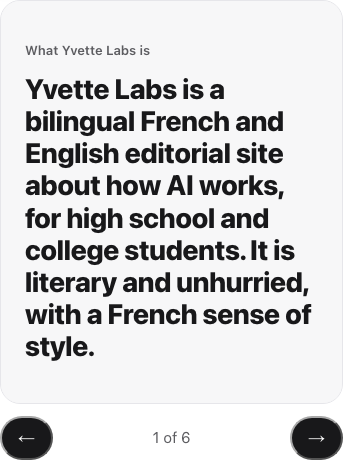 What Yvette Labs is
Yvette Labs is a
bilingual French and
English editorial site
about how AI works,
for high school and
college students. It is
literary and unhurried,
with a French sense of
style.
← 1 of 6 →